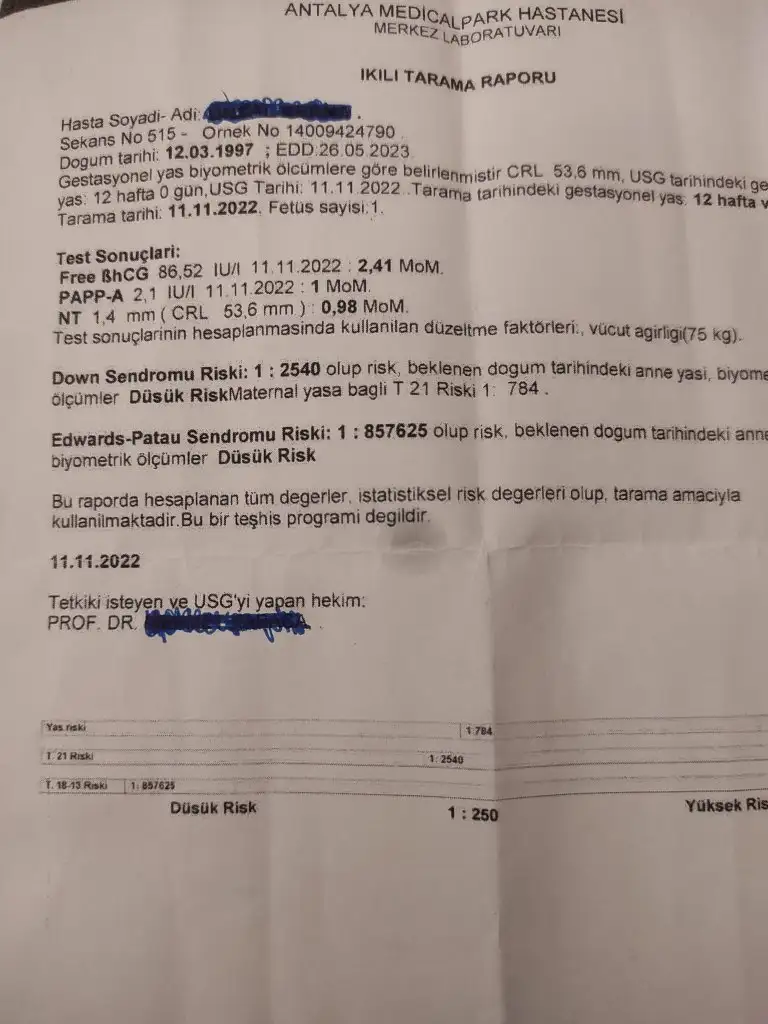 ANTALYA MEDİCALPARK HASTANESİ
MERKEZ LABORATUVARI
IKILI TARAMA RAPORU
Hasta Soyadi- Adi:
Sekans No 515 - Ornek No 14009424790
Dogum tarihi: 12.03.1997 ; EDD.26.05.2023
Gestasyonel yas biyometrik ölcümlere göre belirlenmistir CRL 53,6 mm, USG tarihindeki ge
yas: 12 hafta 0 gün,USG Tarihi: 11.11.2022 .Tarama tarihindeki gestasyonel yas: 12 hafta v
Tarama tarihi: 11.11.2022. Fetüs sayisi:1.
Test Sonuçlari:
Free ßhCG 86,52 IU/l 11.11.2022 : 2,41 MoM.
PAPP-A 2,1 IU/l 11.11.2022 : 1 MoM.
NT 1,4 mm ( CRL 53,6 mm ) : 0,98 MoM.
Test sonuçlarinin hesaplanmasinda kullanilan düzeltme faktörleri:, vücut agirligi(75 kg).
Down Sendromu Riski: 1 : 2540 olup risk, beklenen dogum tarihindeki anne yasi, biyome
ölçümler Düsük RiskMaternal yasa bagli T 21 Riski 1: 784 .
Edwards-Patau Sendromu Riski: 1 : 857625 olup risk, beklenen dogum tarihindeki anne
biyometrik ölçümler Düsük Risk
Bu raporda hesaplanan tüm degerler, istatistiksel risk degerleri olup, tarama amaciyla
kullanilmaktadir.Bu bir teşhis programi degildir.
11.11.2022
Tetkiki isteyen ve USG'yi yapan hekim:
PROF. DR.
Yas riski 1:784
T. 21 Riski 1: 2540
T. 18-13 Riski 1: 857625
Düsük Risk 1 : 250 Yüksek Ris